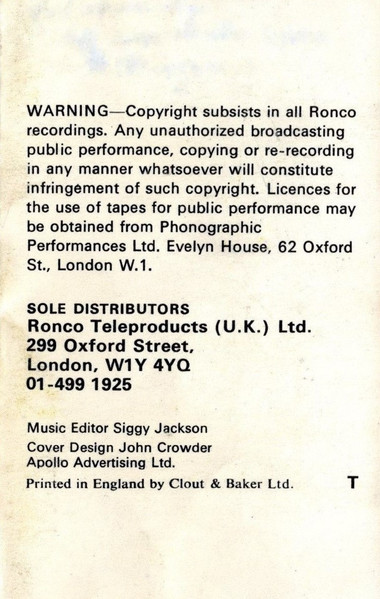 WARNING—Copyright subsists in all Ronco
recordings. Any unauthorized broadcasting
public performance, copying or re-recording
in any manner whatsoever will constitute
infringement of such copyright. Licences for
the use of tapes for public performance may
be obtained from Phonographic
Performances Ltd. Evelyn House, 62 Oxford
St., London W.1.
SOLE DISTRIBUTORS
Ronco Teleproducts (U.K.) Ltd.
299 Oxford Street,
London, W1Y 4YQ
01-499 1925
Music Editor Siggy Jackson
Cover Design John Crowder
Apollo Advertising Ltd.
Printed in England by Clout & Baker Ltd. T